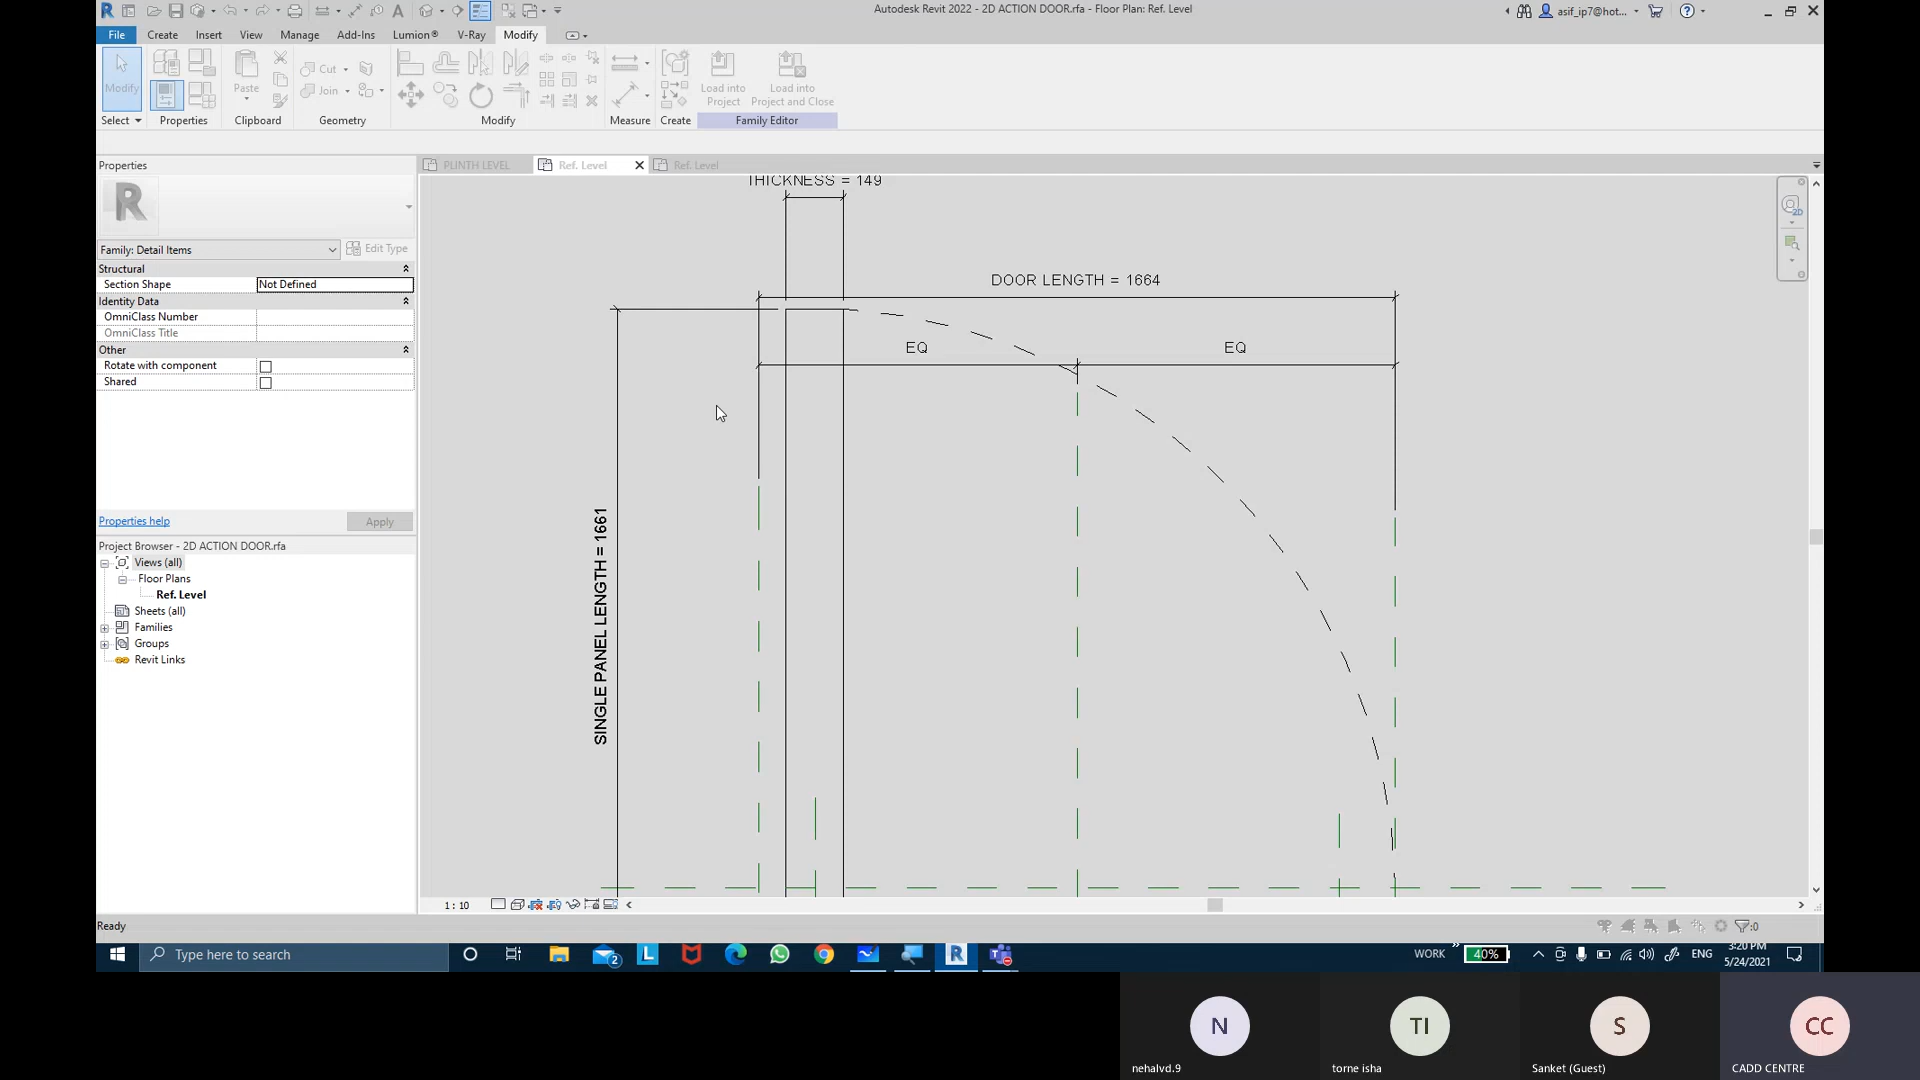 Autodesk Revit 2022 - 2D ACTION DOOR.rfa - Floor Plan: Ref. Level
asif_ip7@hot...
File Create Insert View Manage Add-Ins Lumion® V-Ray Modify
Modify
Paste
Cut
Join
Load into Project
Load into Project and Close
Select Properties Clipboard Geometry Modify Measure Create Family Editor
Properties
PLINTH LEVEL
Ref. Level
Ref. Level
Family: Detail Items
Edit Type
Structural
Section Shape Not Defined
Identity Data
OmniClass Number
OmniClass Title
Other
Rotate with component
Shared
Properties help
Apply
Project Browser - 2D ACTION DOOR.rfa
Views (all)
Floor Plans
Ref. Level
Sheets (all)
Families
Groups
Revit Links
THICKNESS = 149
DOOR LENGTH = 1664
EQ EQ
SINGLE PANEL LENGTH = 1661
2D
1 : 10
Ready
:0
Type here to search
2
WORK
40%
ENG
3:20 PM
5/24/2021
N
TI
S
CC
nehalvd.9
torne isha
Sanket (Guest)
CADD CENTRE